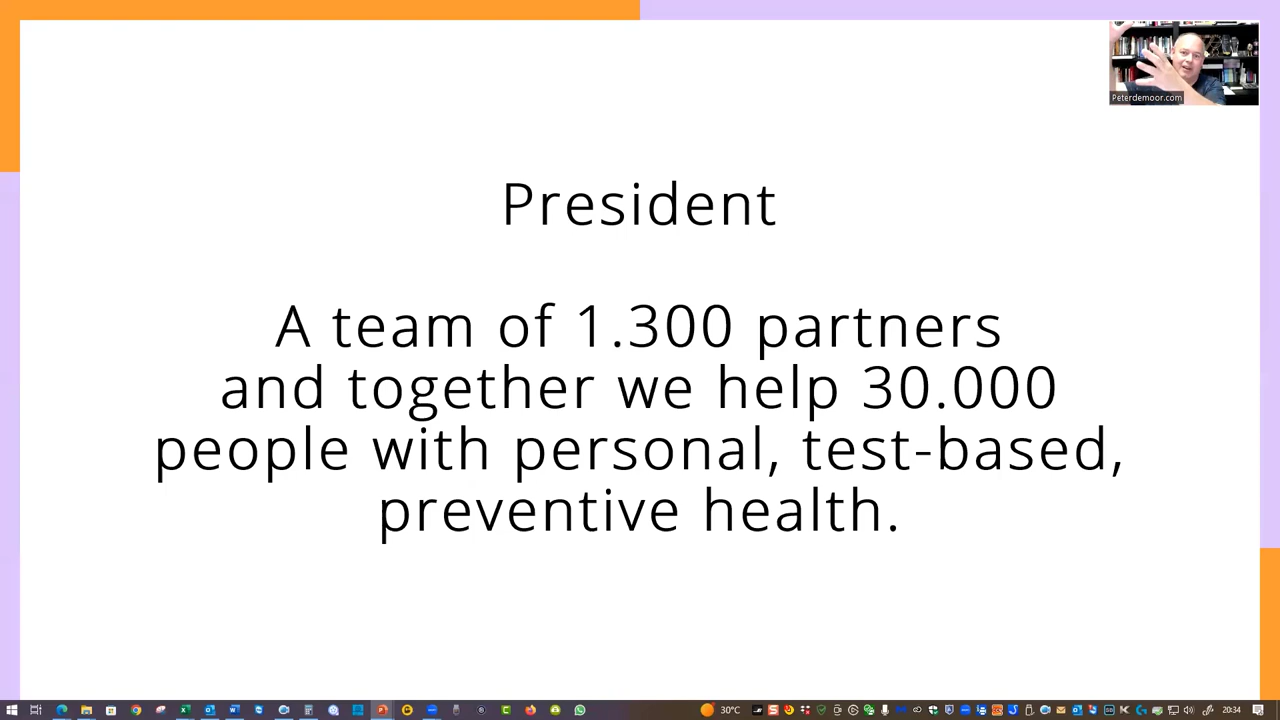 Peterdemoor.com
President
A team of 1.300 partners
and together we help 30.000
people with personal, test-based,
preventive health.
30°C
20:34